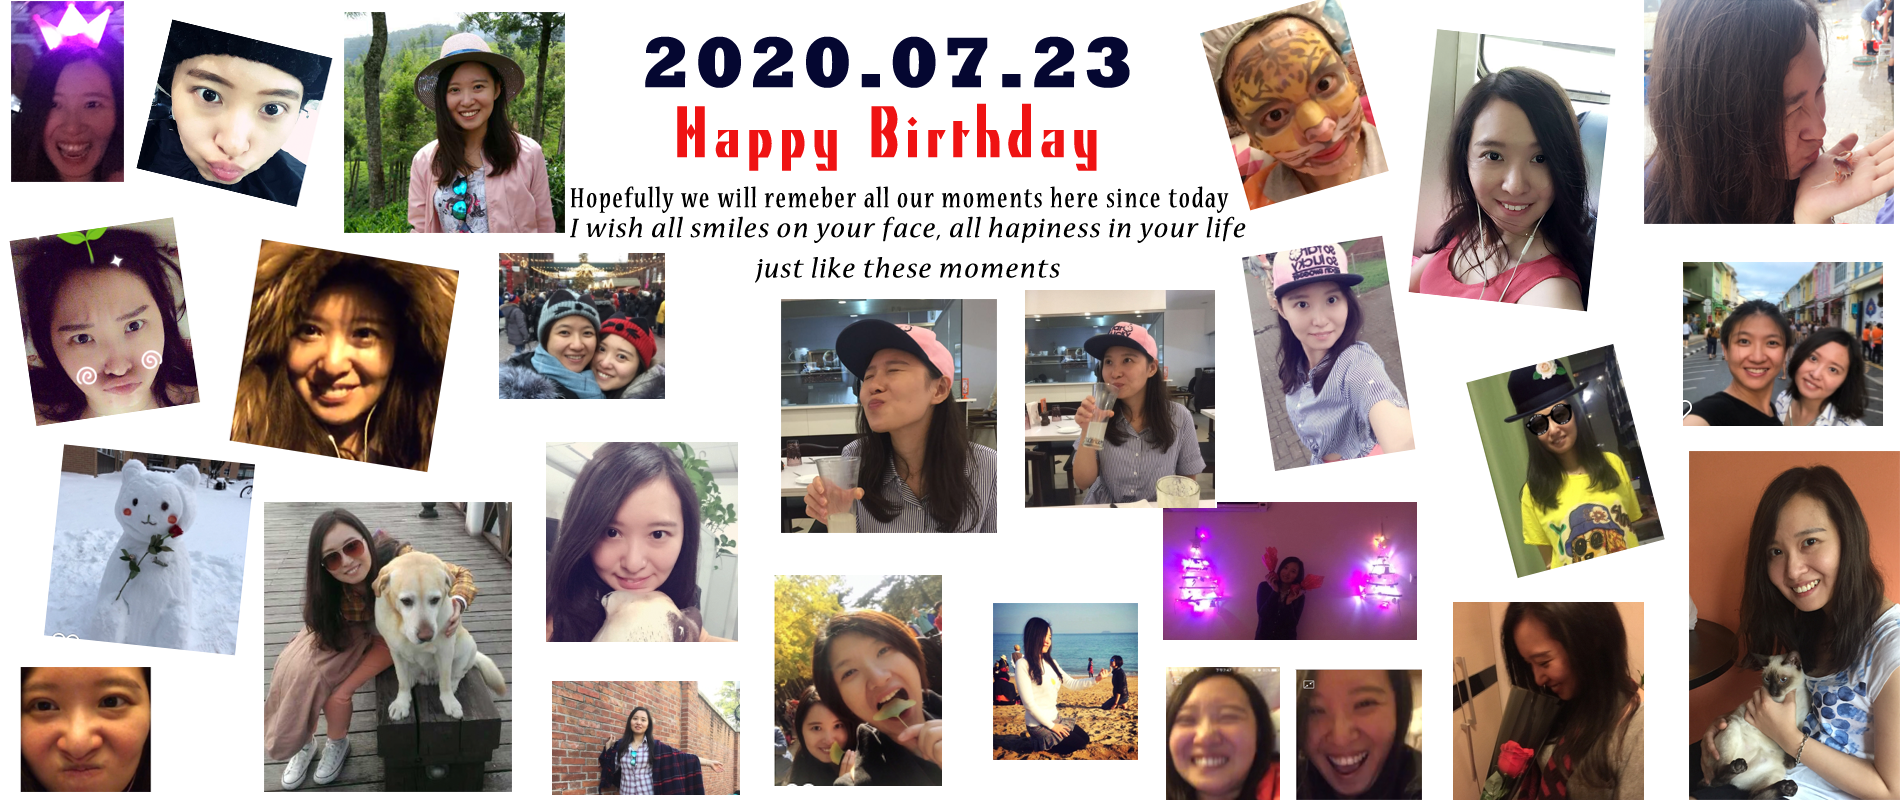 2020.07.23
Happy Birthday
Hopefully we will remeber all our moments here since today
I wish all smiles on your face, all hapiness in your life
just like these moments